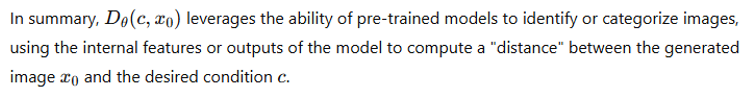 In summary, D_θ(c, x_0) leverages the ability of pre-trained models to identify or categorize images,
using the internal features or outputs of the model to compute a "distance" between the generated
image x_0 and the desired condition c.